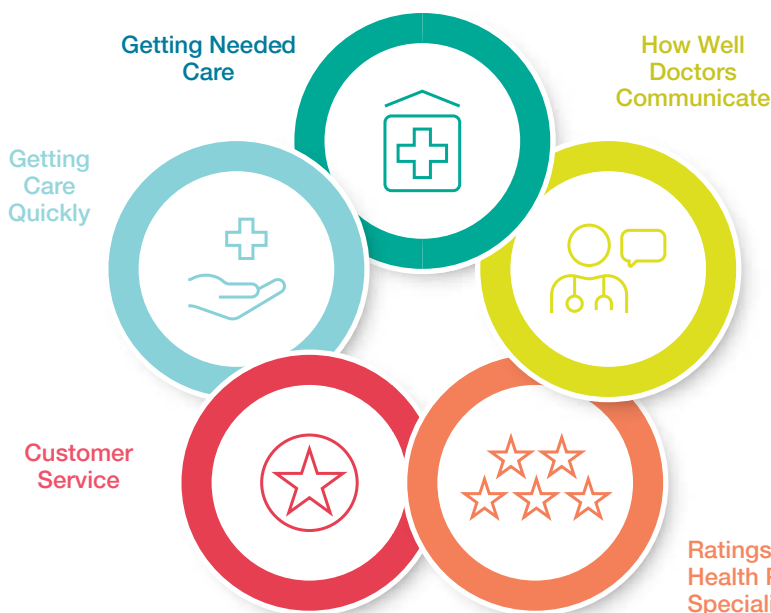 Getting Needed
Care
How Well
Doctors
Communicate
Getting
Care
Quickly
Customer
Service
Ratings
Health